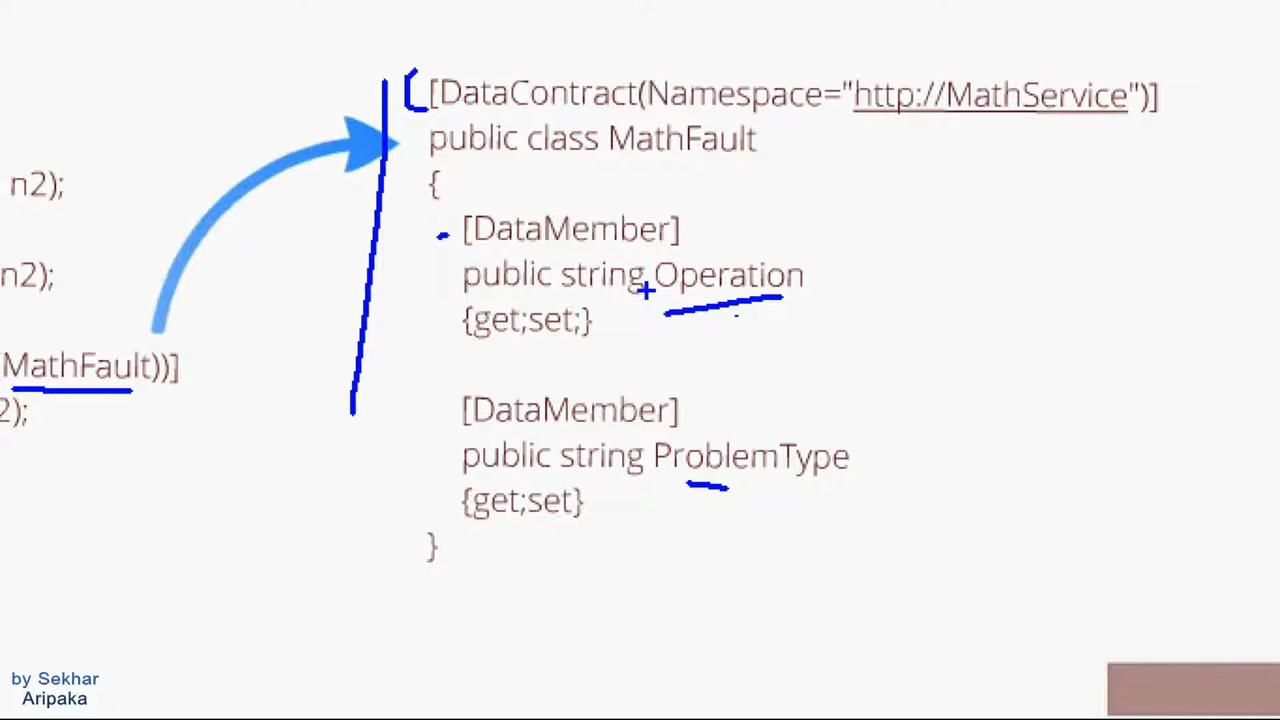 n2);
n2);
(MathFault))]
2);
[DataContract(Namespace="http://MathService")]
public class MathFault
{
[DataMember]
public string Operation
{get;set;}
[DataMember]
public string ProblemType
{get;set}
}
by Sekhar
Aripaka